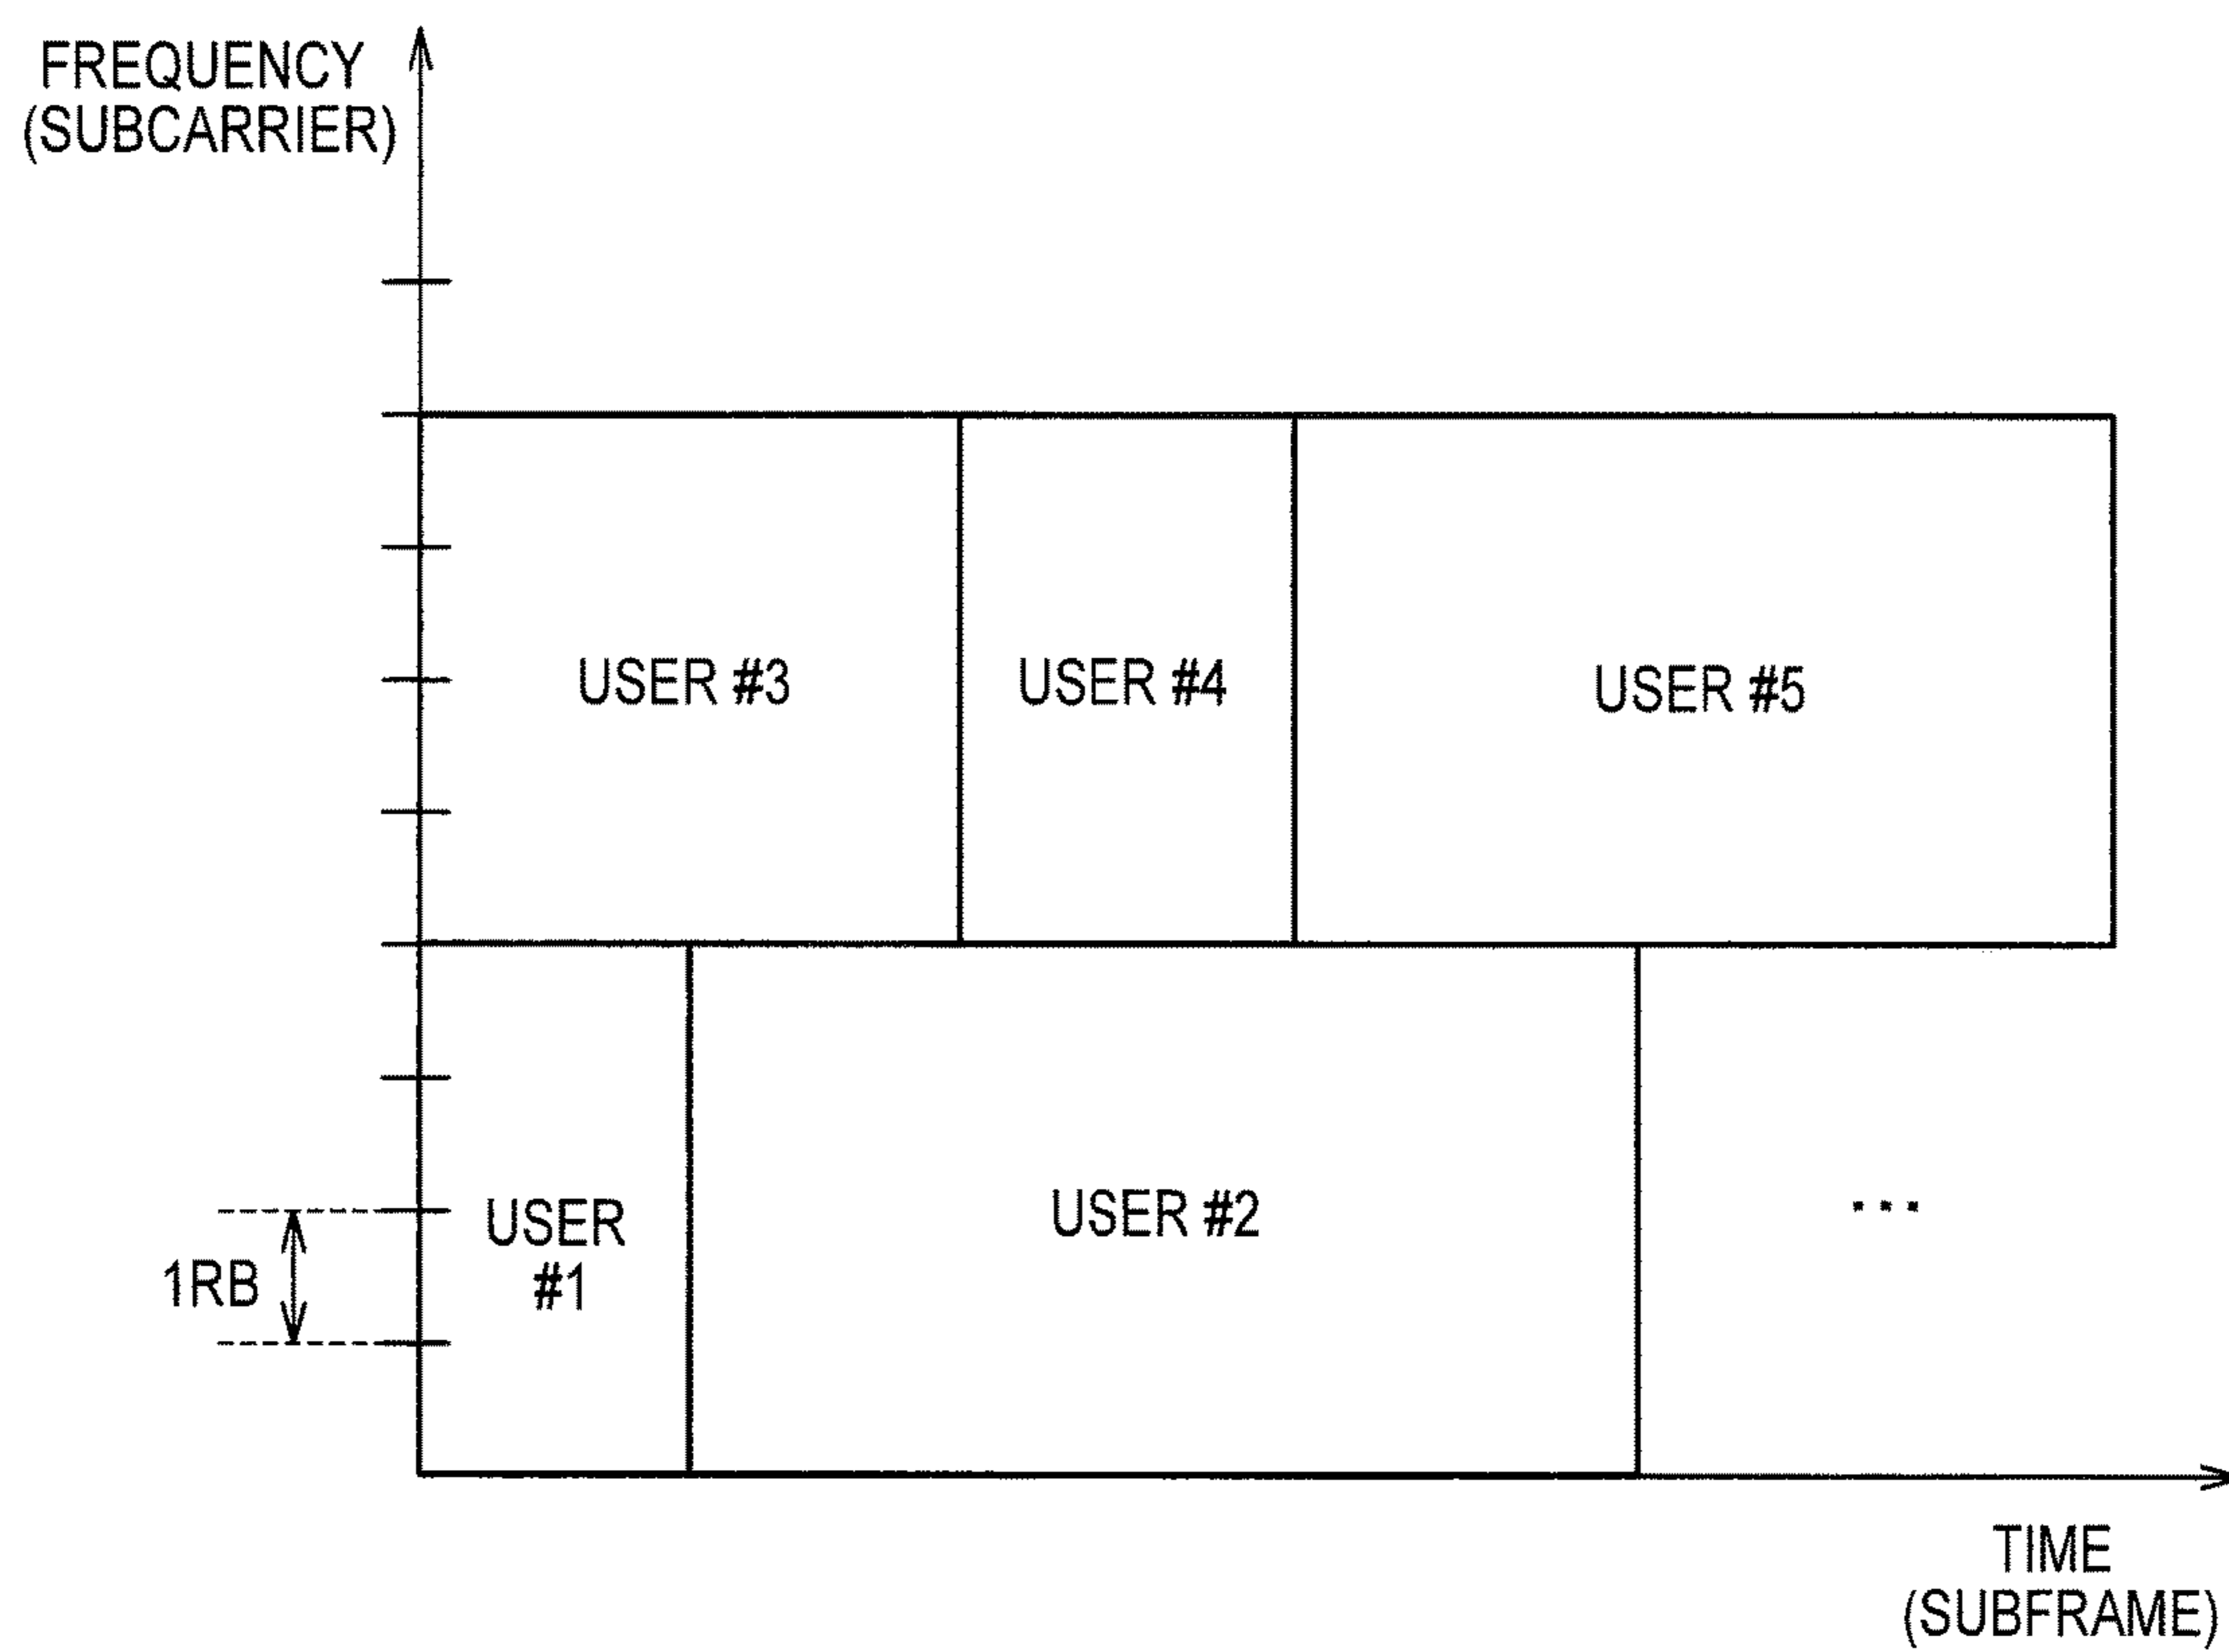 FREQUENCY
(SUBCARRIER)
USER #3
USER #4
USER #5
USER
#1
USER #2
...
1RB
TIME
(SUBFRAME)